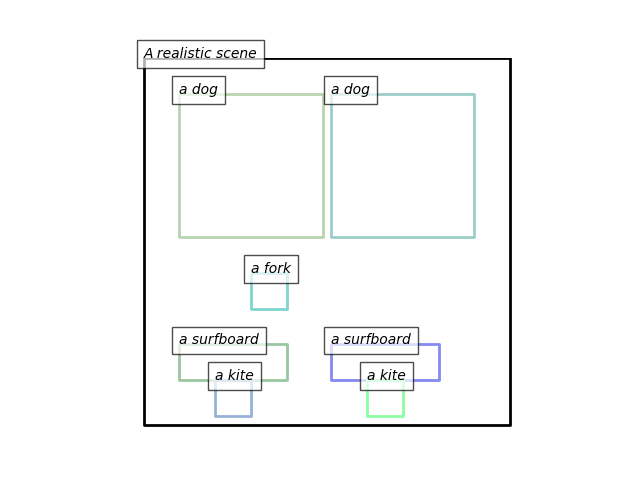 A realistic scene
a dog
a dog
a fork
a surfboard
a surfboard
a kite
a kite